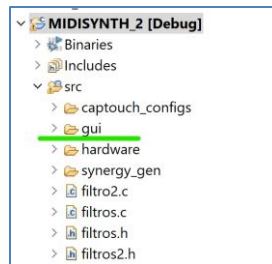 MIDISYNTH_2 [Debug]
Binaries
Includes
src
captouch_configs
gui
hardware
synergy_gen
filtro2.c
filtros.c
filtros.h
filtros2.h